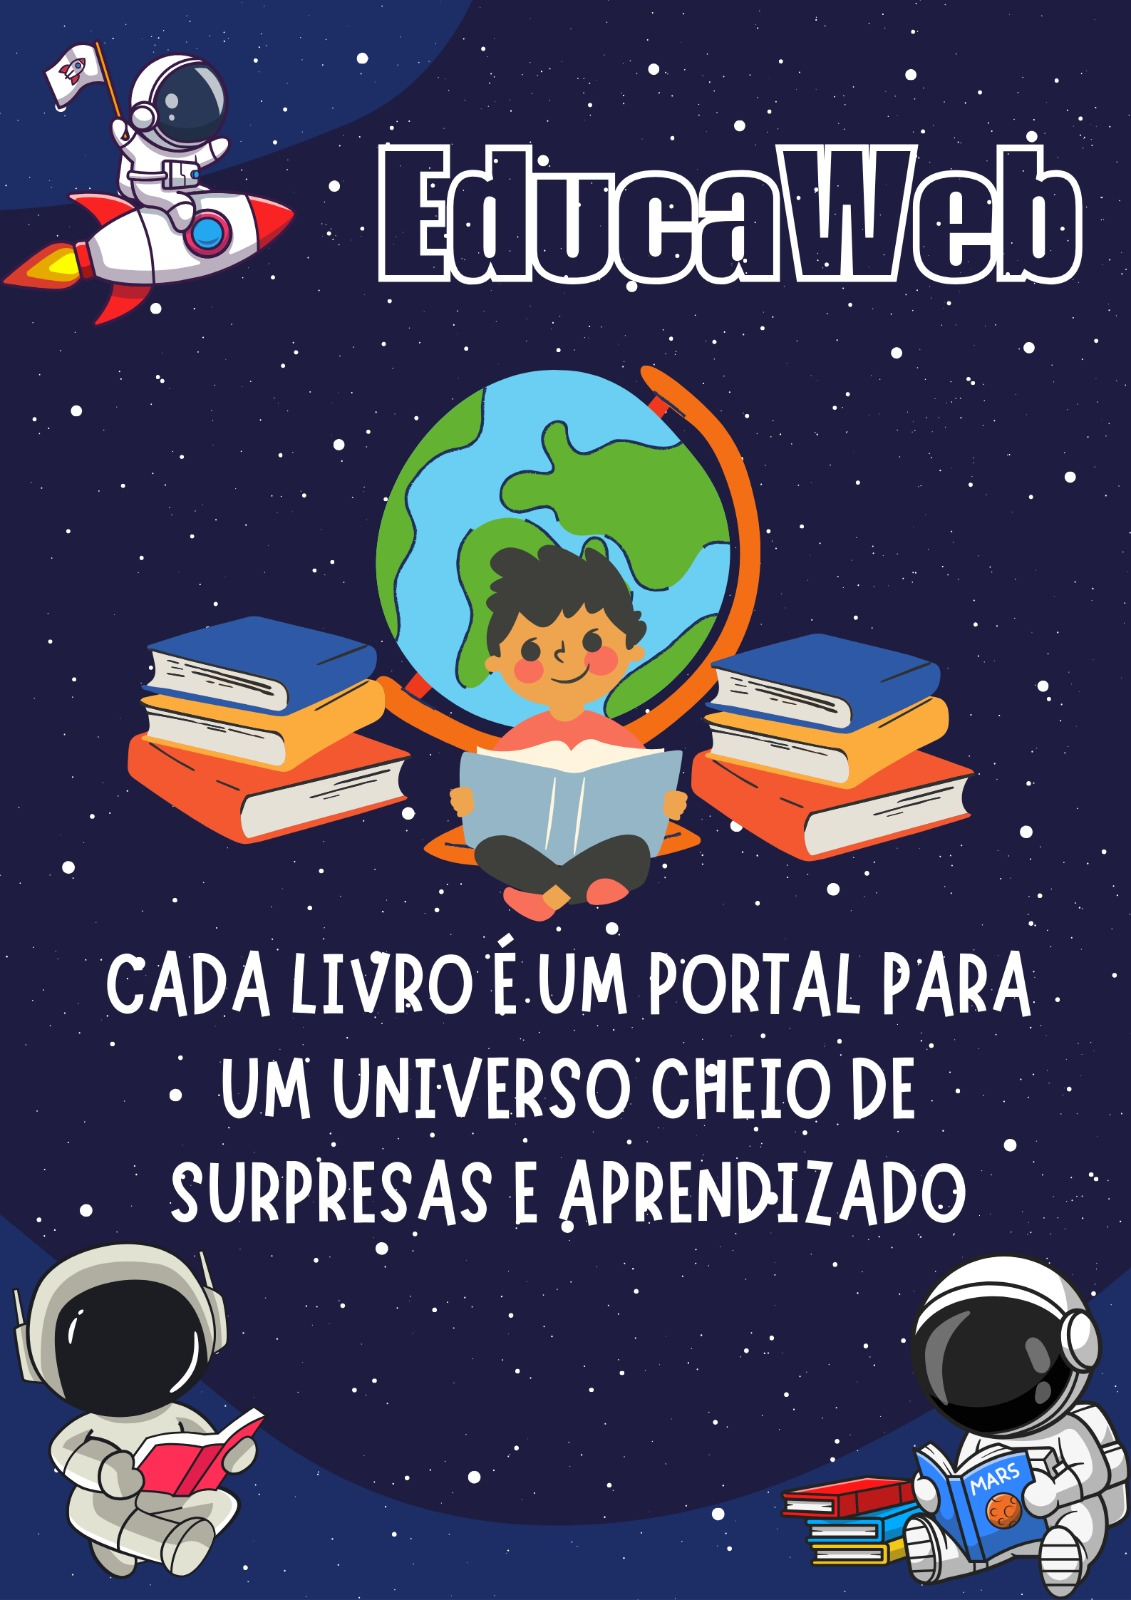 EducaWeb
CADA LIVRO É UM PORTAL PARA
UM UNIVERSO CHEIO DE
SURPRESAS E APRENDIZADO
MARS